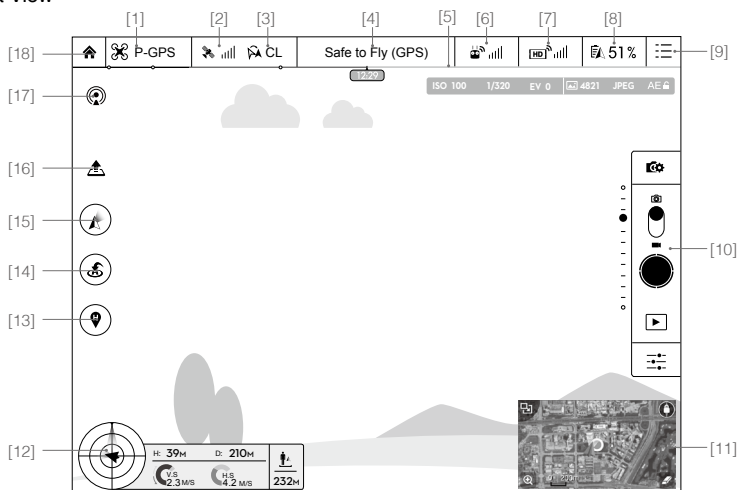 [1]
[2]
[3]
[4]
[5]
[6]
[7]
[8]
[18]
P-GPS
CL
Safe to Fly (GPS)
HD
51%
[9]
12:29
ISO 100 1/320 EV 0 4821 JPEG AE
[17]
[16]
[15]
[10]
[14]
H
[13]
[12]
H: 39M D: 210M
V.S
2.3 M/S
H.S
4.2 M/S
232M
[11]